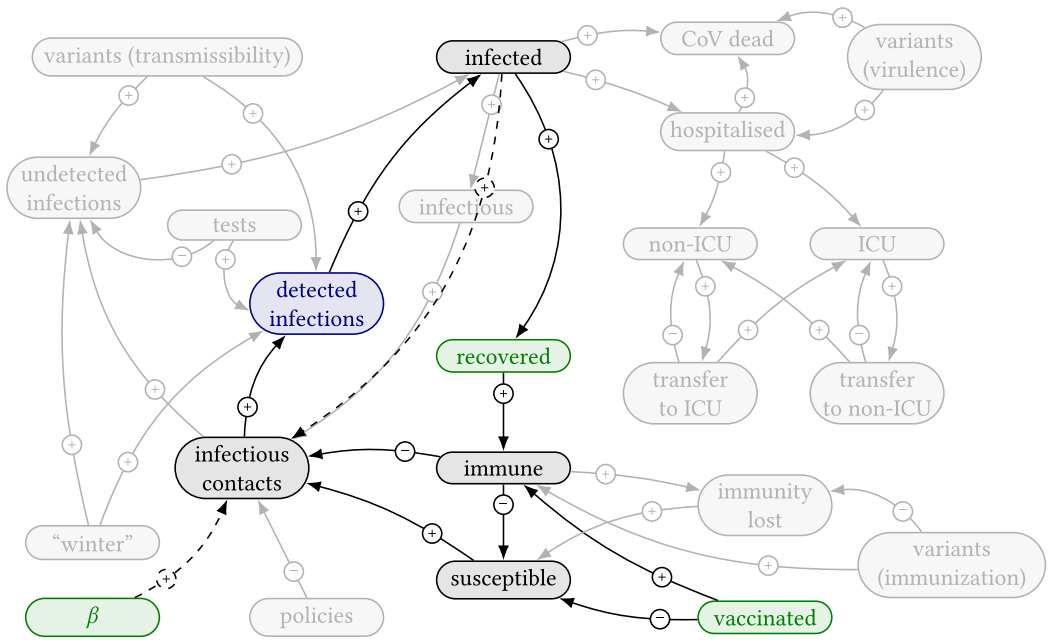 variants (transmissibility)
infected
CoV dead
variants
(virulence)
hospitalised
undetected
infections
tests
infectious
non-ICU
ICU
detected
infections
recovered
transfer
to ICU
transfer
to non-ICU
infectious
contacts
immune
immunity
lost
“winter”
susceptible
variants
(immunization)
β
policies
vaccinated